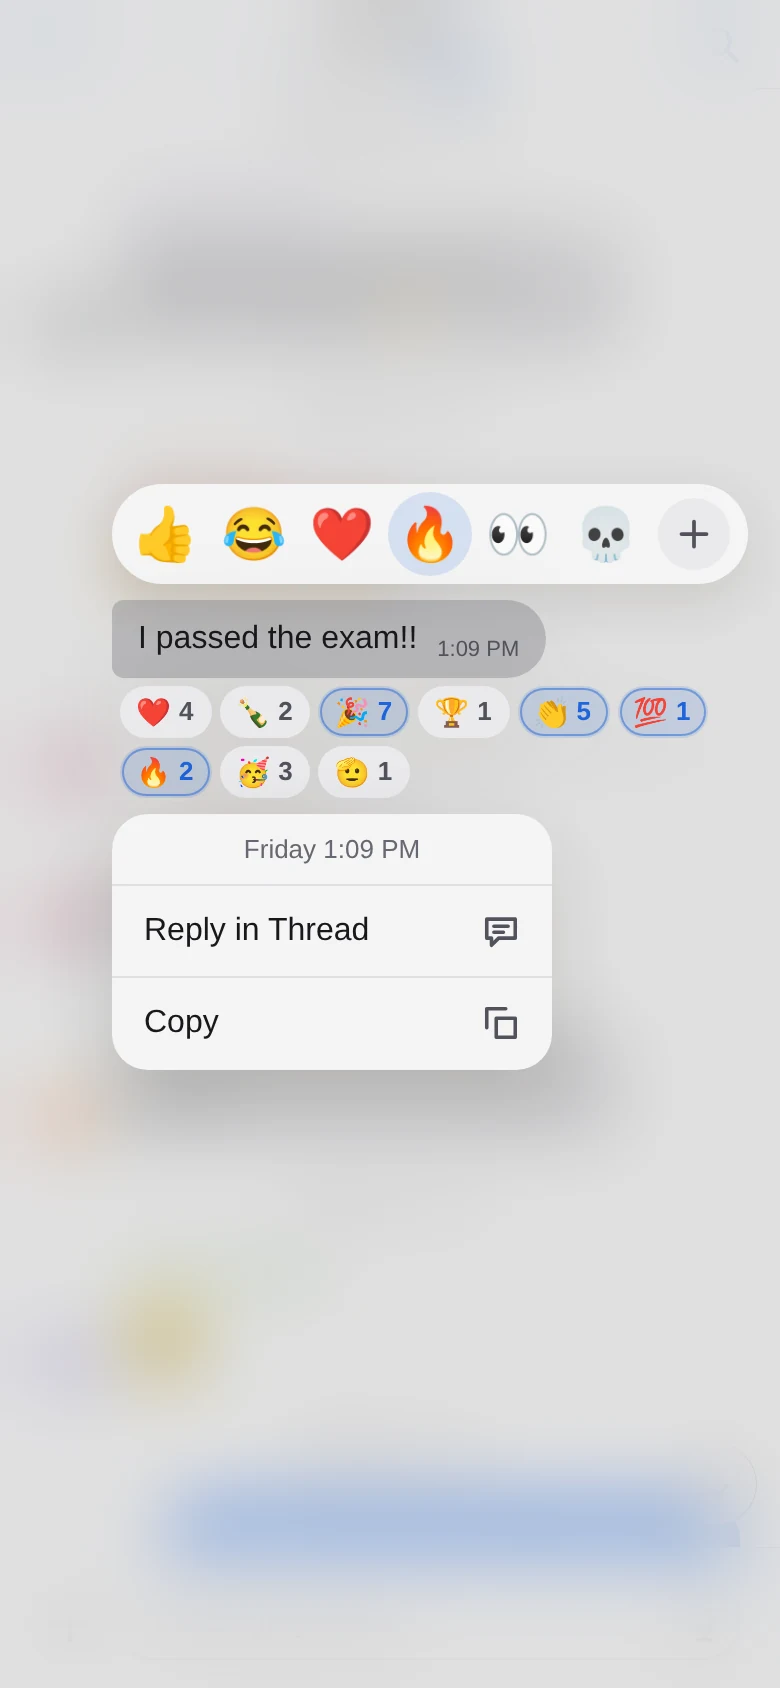 👍 😂 ❤️ 🔥 👀 💀 +
I passed the exam!! 1:09 PM
❤️ 4 🍾 2 🎉 7 🏆 1 👏 5 💯 1
🔥 2 🥳 3 🫡 1
Friday 1:09 PM
Reply in Thread
Copy